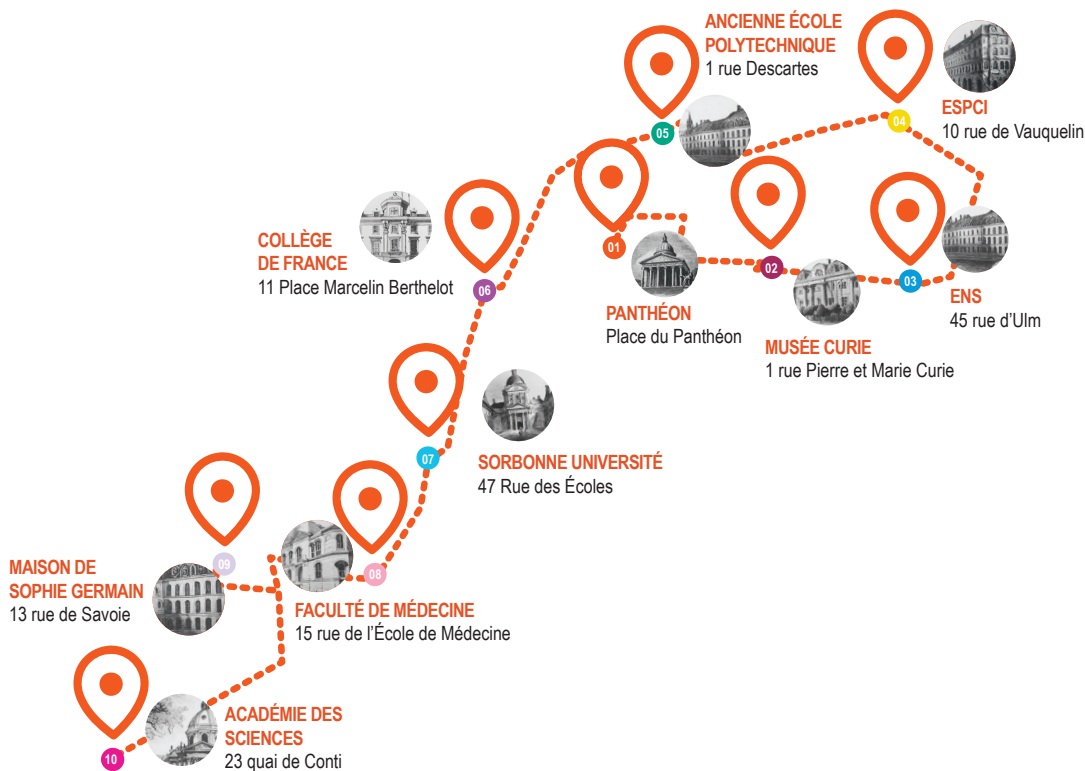 ANCIENNE ÉCOLE
POLYTECHNIQUE
1 rue Descartes
05
04
ESPCI
10 rue de Vauquelin
COLLÈGE
DE FRANCE
11 Place Marcelin Berthelot
06
01
PANTHÉON
Place du Panthéon
02
MUSÉE CURIE
1 rue Pierre et Marie Curie
03
ENS
45 rue d'Ulm
07
SORBONNE UNIVERSITÉ
47 Rue des Écoles
MAISON DE
SOPHIE GERMAIN
13 rue de Savoie
09
08
FACULTÉ DE MÉDECINE
15 rue de l'École de Médecine
10
ACADÉMIE DES
SCIENCES
23 quai de Conti